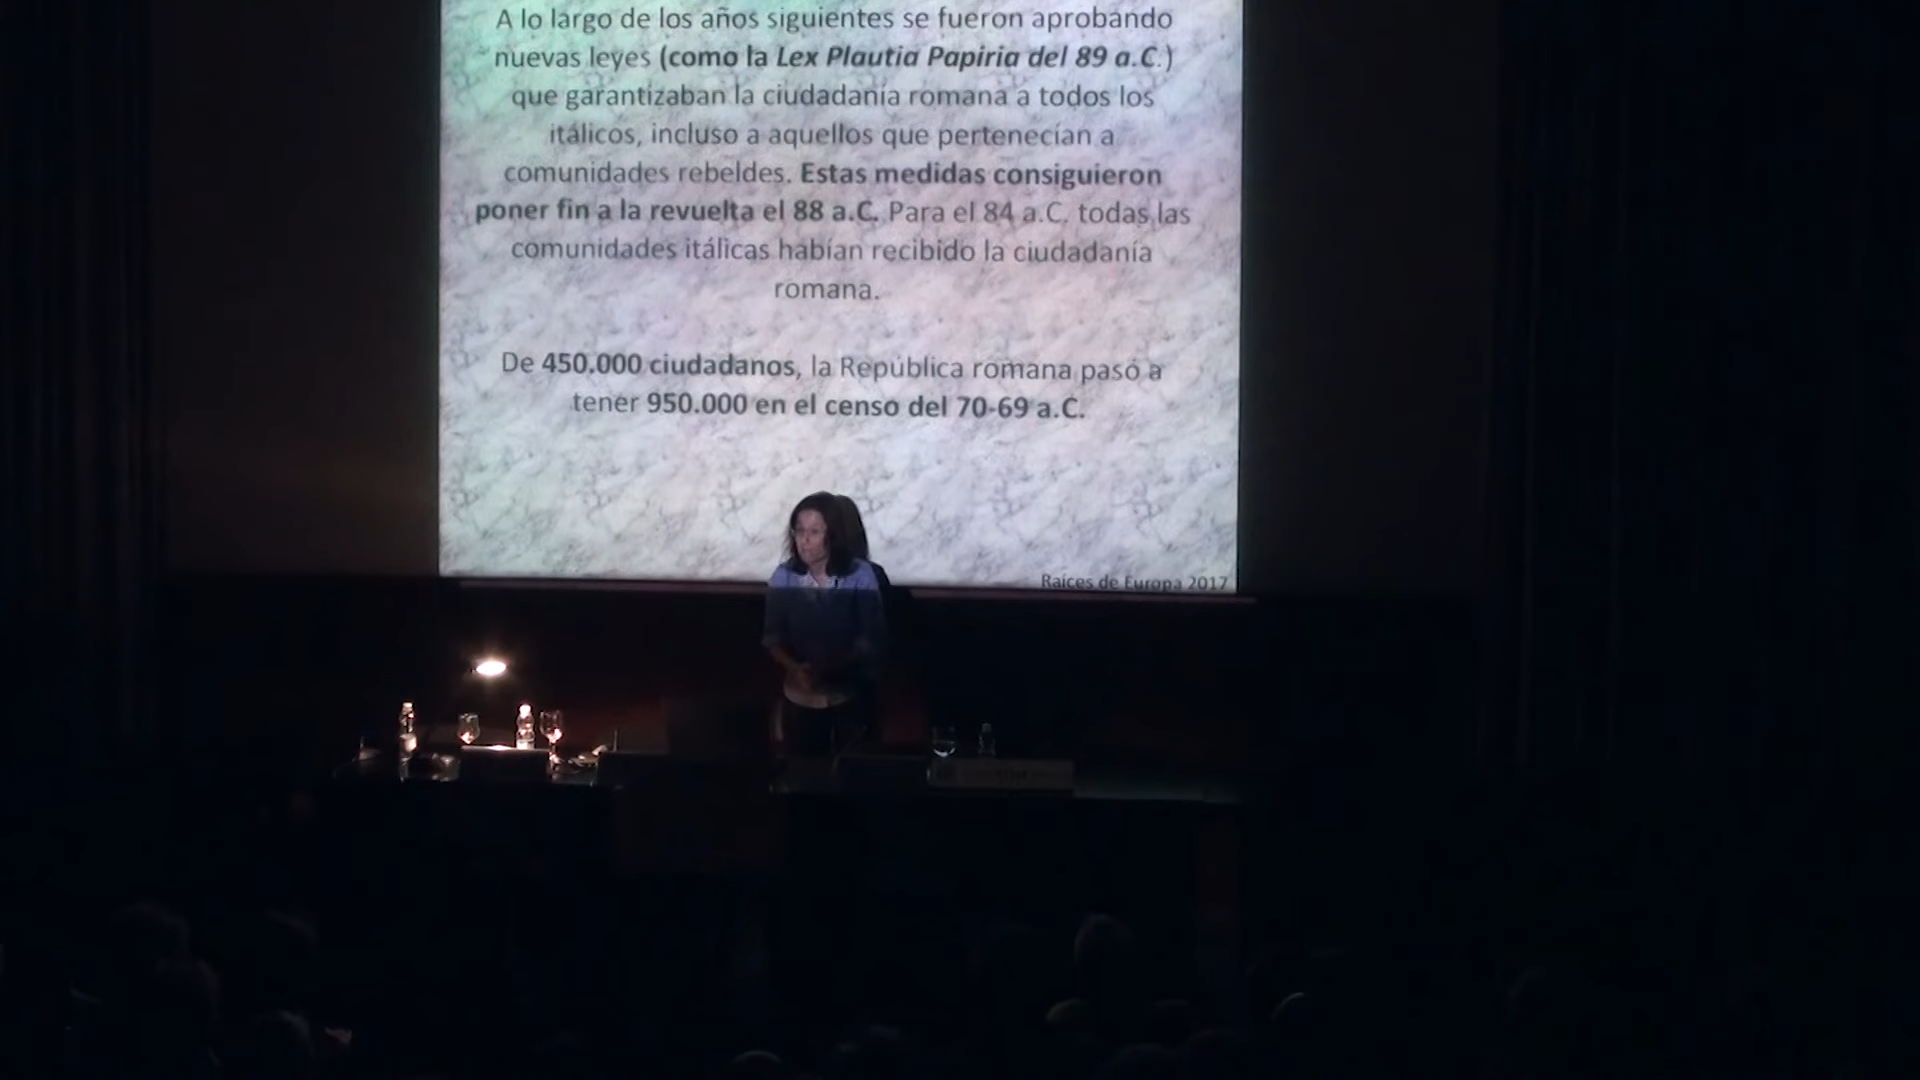 A lo largo de los años siguientes se fueron aprobando
nuevas leyes (como la Lex Plautia Papiria del 89 a.C.)
que garantizaban la ciudadanía romana a todos los
itálicos, incluso a aquellos que pertenecían a
comunidades rebeldes. Estas medidas consiguieron
poner fin a la revuelta el 88 a.C. Para el 84 a.C. todas las
comunidades itálicas habían recibido la ciudadanía
romana.
De 450.000 ciudadanos, la República romana pasó a
tener 950.000 en el censo del 70-69 a.C.
Raíces de Europa 2017